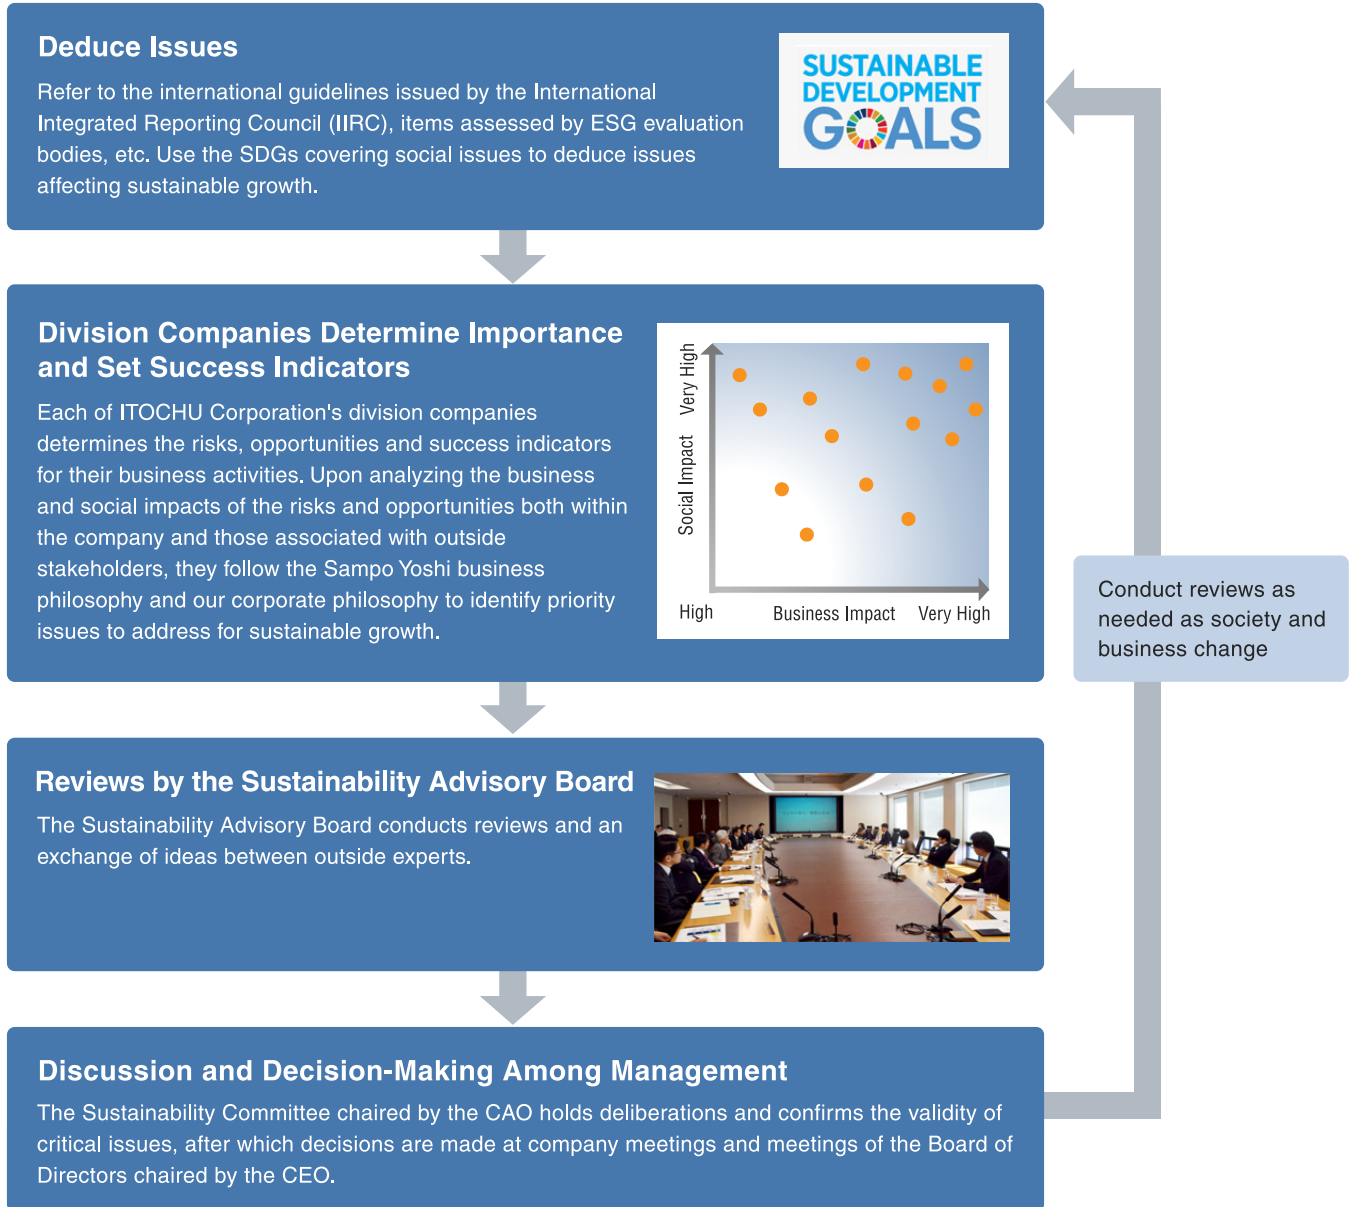 Deduce Issues
Refer to the international guidelines issued by the International
Integrated Reporting Council (IIRC), items assessed by ESG evaluation
bodies, etc. Use the SDGs covering social issues to deduce issues
affecting sustainable growth.
SUSTAINABLE
DEVELOPMENT
GOALS
Division Companies Determine Importance
and Set Success Indicators
Each of ITOCHU Corporation's division companies
determines the risks, opportunities and success indicators
for their business activities. Upon analyzing the business
and social impacts of the risks and opportunities both within
the company and those associated with outside
stakeholders, they follow the Sampo Yoshi business
philosophy and our corporate philosophy to identify priority
issues to address for sustainable growth.
Very High
Social Impact
High
Business Impact
Very High
Conduct reviews as
needed as society and
business change
Reviews by the Sustainability Advisory Board
The Sustainability Advisory Board conducts reviews and an
exchange of ideas between outside experts.
Discussion and Decision-Making Among Management
The Sustainability Committee chaired by the CAO holds deliberations and confirms the validity of
critical issues, after which decisions are made at company meetings and meetings of the Board of
Directors chaired by the CEO.